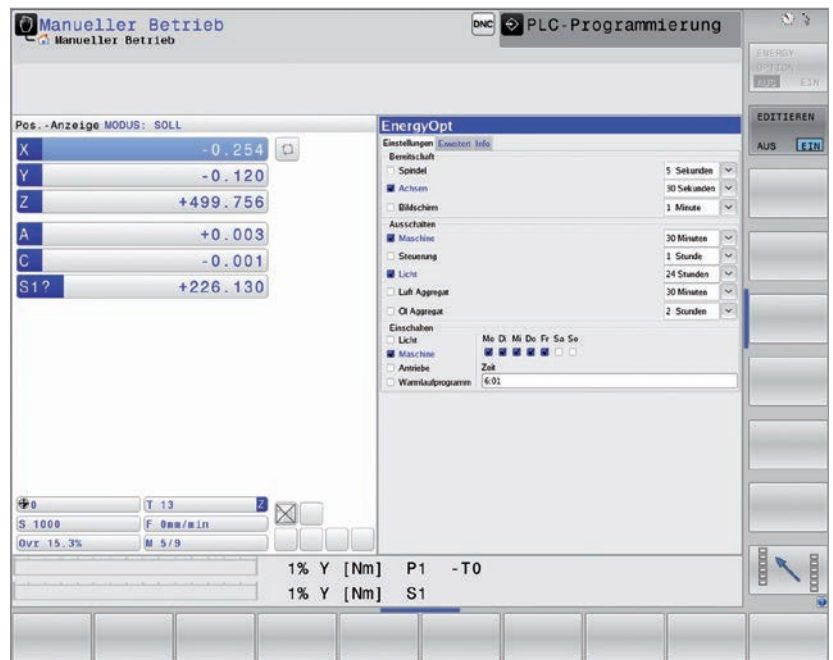 Manueller Betrieb
Manueller Betrieb
DNC
PLC-Programmierung
ENERGY
OPTION
AUS EIN
EDITIEREN
AUS EIN
Pos.-Anzeige MODUS: SOLL
X -0.254
Y -0.120
Z +499.756
A +0.003
C -0.001
S1? +226.130
0
T 13 Z
S 1000
F 0mm/min
Ovr 15.3%
M 5/9
EnergyOpt
Einstellungen Erweitert Info
Bereitschaft
Spindel 5 Sekunden
Achsen 30 Sekunden
Bildschirm 1 Minute
Ausschalten
Maschine 30 Minuten
Steuerung 1 Stunde
Licht 24 Stunden
Luft Aggregat 30 Minuten
Öl Aggregat 2 Stunden
Einschalten
Licht
Maschine
Antriebe
Warmlaufprogramm
Mo Di Mi Do Fr Sa So
Zeit
6:01
1% Y [Nm] P1 -T0
1% Y [Nm] S1